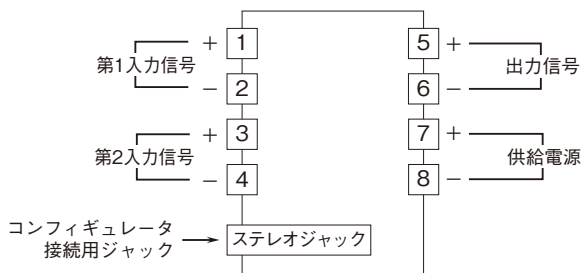 第1入力信号
+ 1
− 2
第2入力信号
+ 3
− 4
5 +
6 −
出力信号
7 +
8 −
供給電源
コンフィギュレータ
接続用ジャック
ステレオジャック